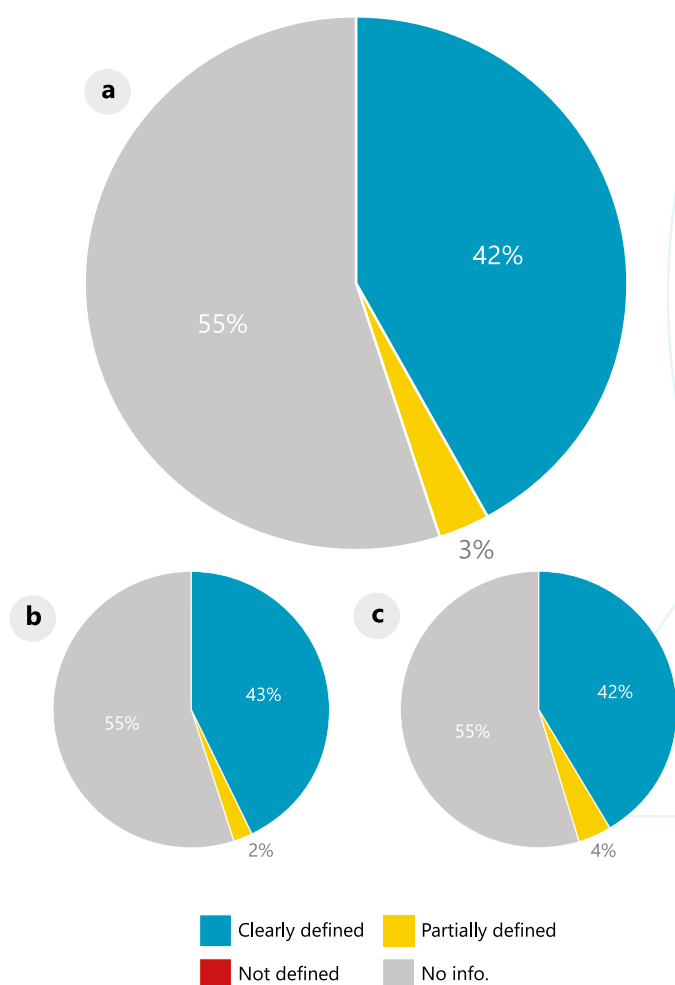 a
42%
55%
3%
b
c
43%
55%
2%
42%
55%
4%
Clearly defined
Partially defined
Not defined
No info.